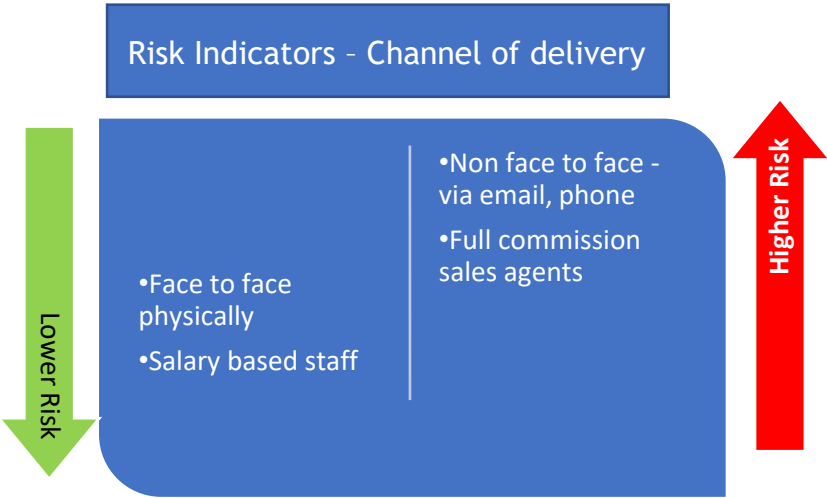 Risk Indicators – Channel of delivery
Lower Risk
•Face to face
physically
•Salary based staff
•Non face to face -
via email, phone
•Full commission
sales agents
Higher Risk